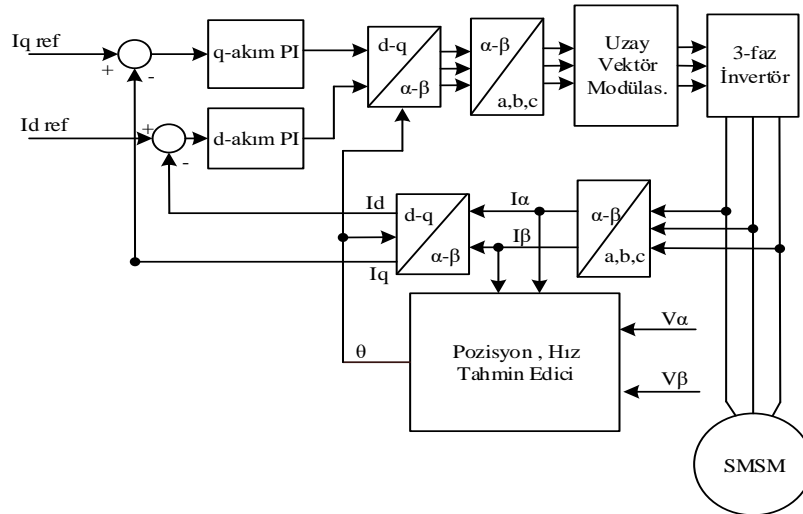 Iq ref
+
-
q-akım PI
d-q
α-β
α-β
a,b,c
Uzay
Vektör
Modülas.
3-faz
İnvertör
Id ref
+
-
d-akım PI
Id
d-q
α-β
Iq
Iα
Iβ
α-β
a,b,c
θ
Pozisyon , Hız
Tahmin Edici
Vα
Vβ
SMSM